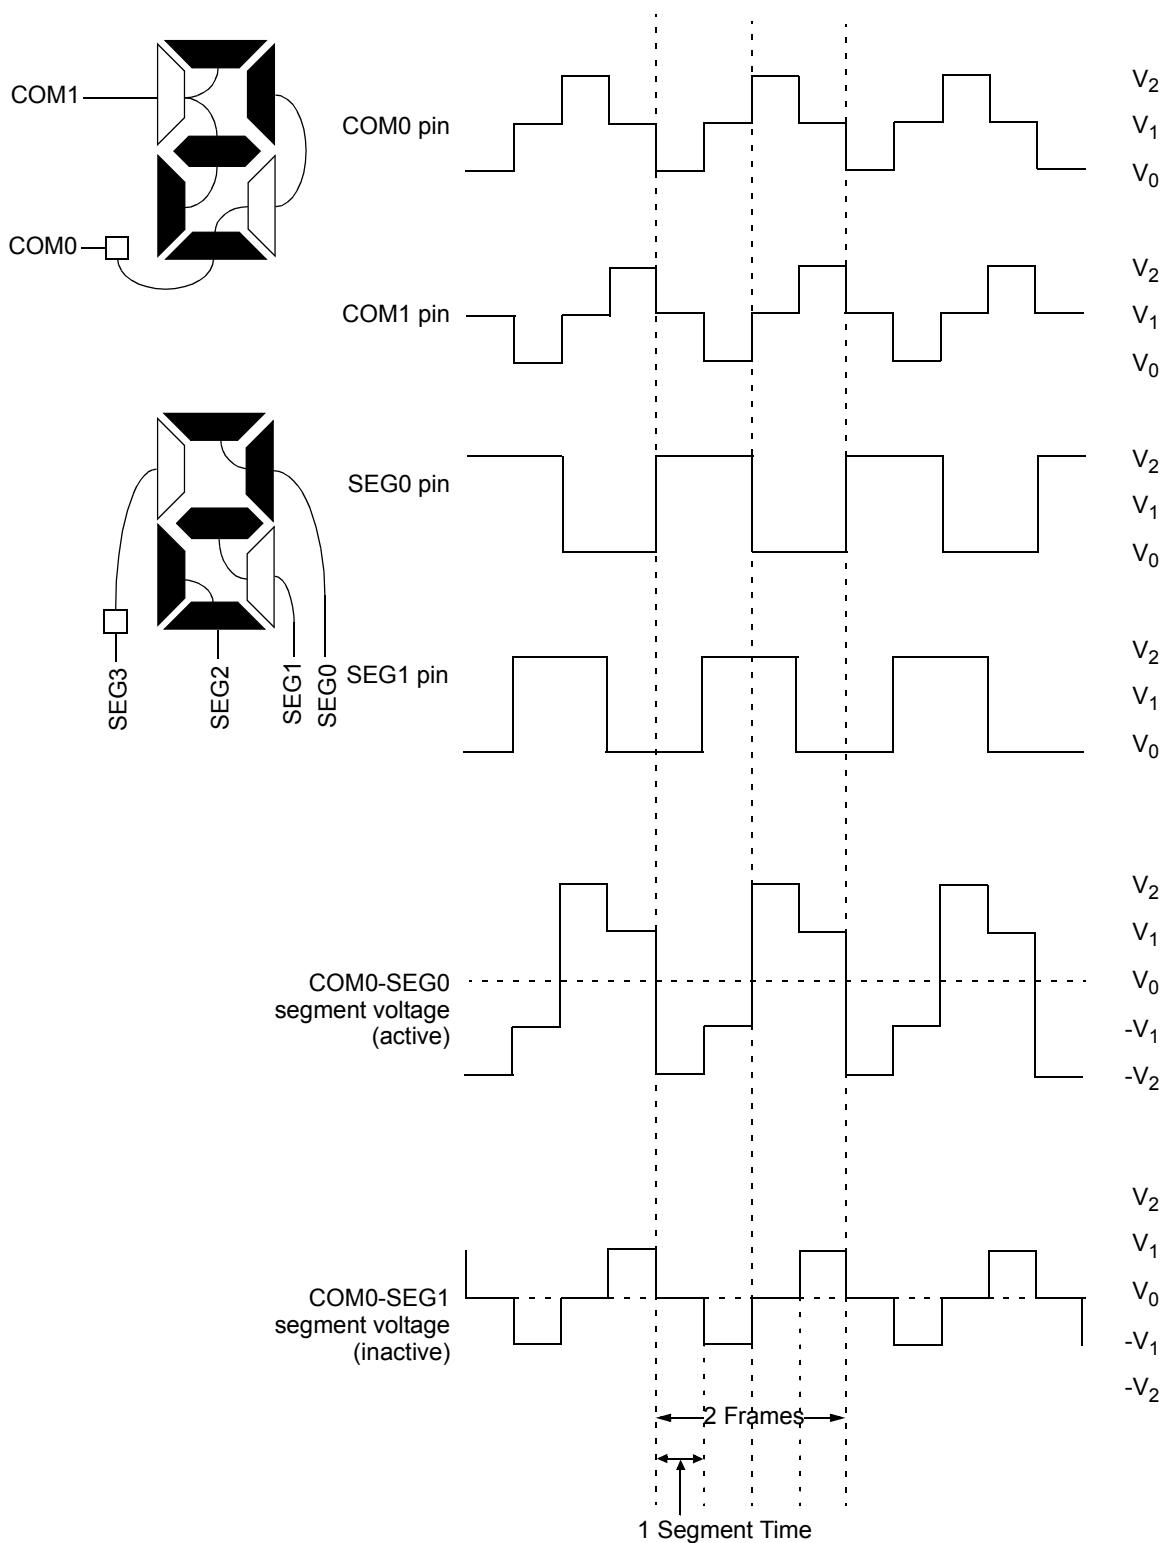 COM1
COM0
COM0 pin
V2
V1
V0
COM1 pin
V2
V1
V0
SEG3
SEG2
SEG1
SEG0
SEG0 pin
V2
V1
V0
SEG1 pin
V2
V1
V0
COM0-SEG0
segment voltage
(active)
V2
V1
V0
-V1
-V2
COM0-SEG1
segment voltage
(inactive)
V2
V1
V0
-V1
-V2
2 Frames
1 Segment Time